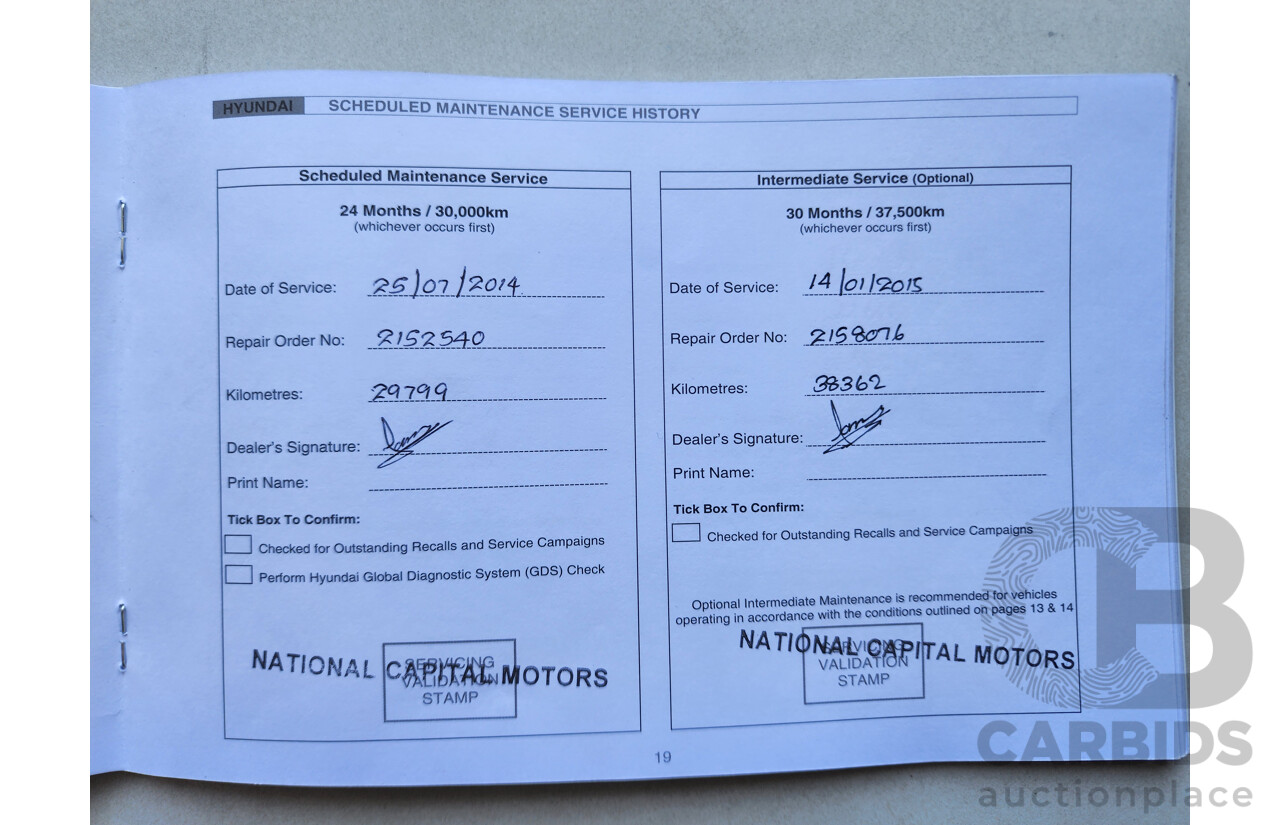 HYUNDAI SCHEDULED MAINTENANCE SERVICE HISTORY
Scheduled Maintenance Service
24 Months / 30,000km
(whichever occurs first)
Date of Service: 25/07/2014
Repair Order No: 2152540
Kilometres: 29799
Dealer's Signature:
Print Name:
Tick Box To Confirm:
Checked for Outstanding Recalls and Service Campaigns
Perform Hyundai Global Diagnostic System (GDS) Check
NATIONAL CAPITAL MOTORS
SERVICING
VALIDATION
STAMP
Intermediate Service (Optional)
30 Months / 37,500km
(whichever occurs first)
Date of Service: 14/01/2015
Repair Order No: 2158076
Kilometres: 38362
Dealer's Signature:
Print Name:
Tick Box To Confirm:
Checked for Outstanding Recalls and Service Campaigns
Optional Intermediate Maintenance is recommended for vehicles
operating in accordance with the conditions outlined on pages 13 & 14
NATIONAL CAPITAL MOTORS
SERVICING
VALIDATION
STAMP
19
CB
CARBIDS
auctionplace